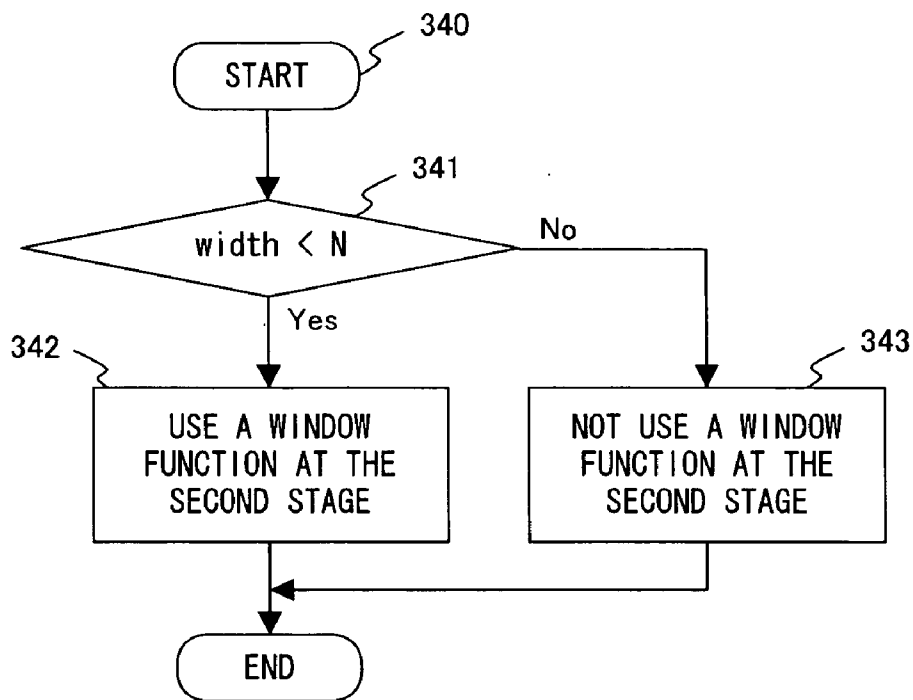 340
START
341
width < N
No
Yes
342
343
USE A WINDOW
FUNCTION AT THE
SECOND STAGE
NOT USE A WINDOW
FUNCTION AT THE
SECOND STAGE
END